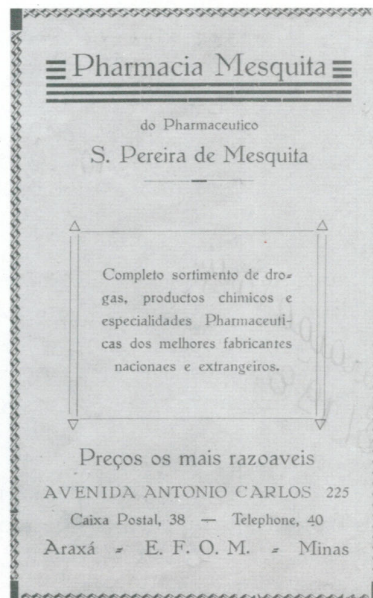 Pharmacia Mesquita
do Pharmaceutico
S. Pereira de Mesquita
Completo sortimento de dro-
gas, productos chimicos e
especialidades Pharmaceuti-
cas dos melhores fabricantes
nacionaes e extrangeiros.
Preços os mais razoaveis
AVENIDA ANTONIO CARLOS 225
Caixa Postal, 38 — Telephone, 40
Araxá - E. F. O. M. - Minas